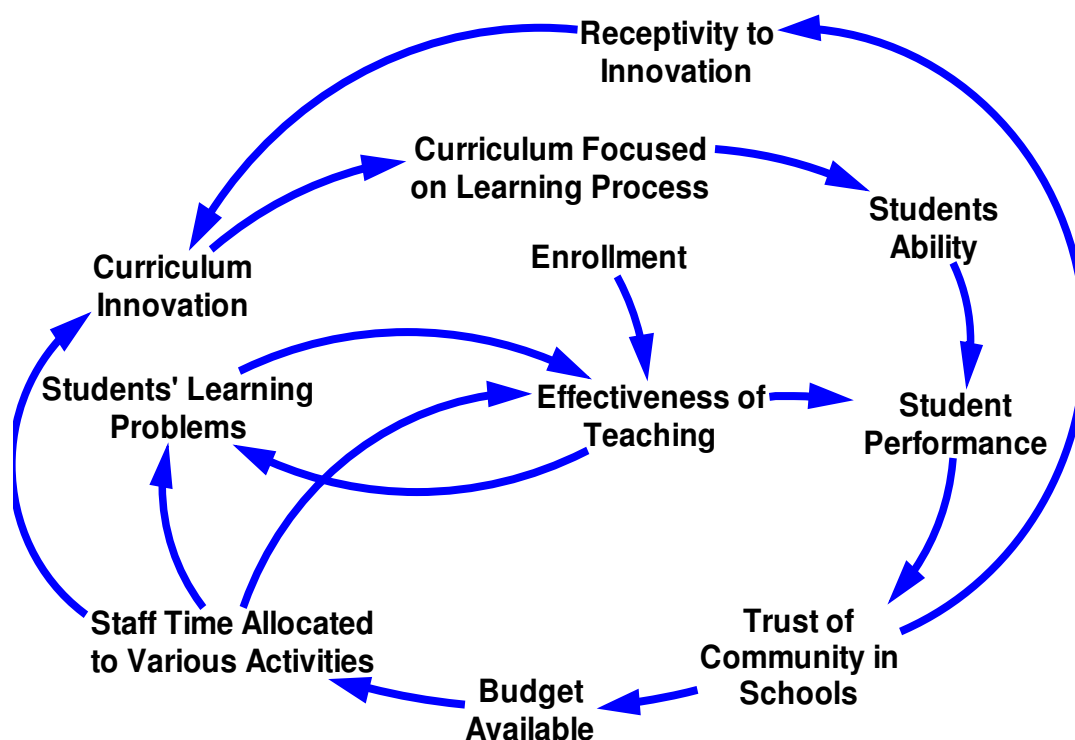 Receptivity to
Innovation
Curriculum Focused
on Learning Process
Students
Ability
Enrollment
Curriculum
Innovation
Students' Learning
Problems
Effectiveness of
Teaching
Student
Performance
Staff Time Allocated
to Various Activities
Trust of
Community in
Schools
Budget
Available